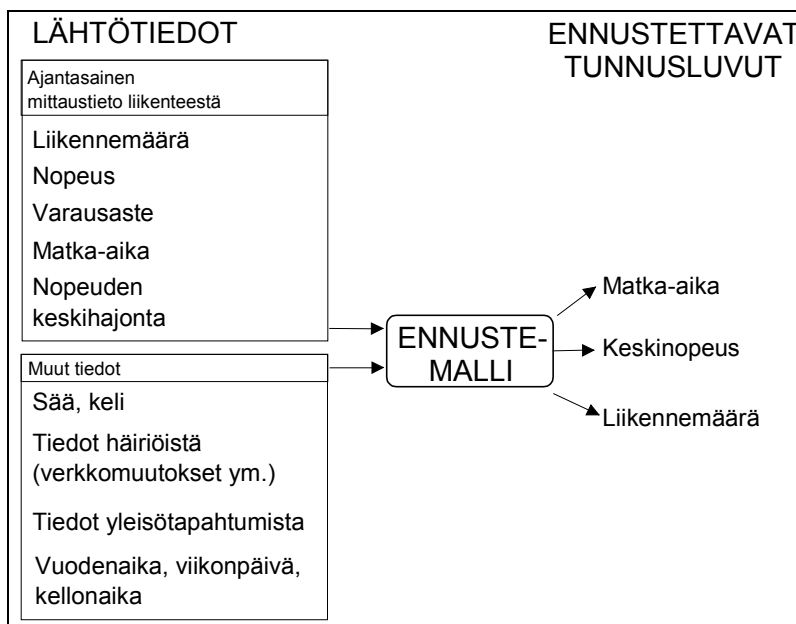 LÄHTÖTIEDOT
Ajantasainen
mittaustieto liikenteestä
Liikennemäärä
Nopeus
Varausaste
Matka-aika
Nopeuden
keskihajonta
Muut tiedot
Sää, keli
Tiedot häiriöistä
(verkkomuutokset ym.)
Tiedot yleisötapahtumista
Vuodenaika, viikonpäivä,
kellonaika
ENNUSTE-
MALLI
ENNUSTETTAVAT
TUNNUSLUVUT
Matka-aika
Keskinopeus
Liikennemäärä